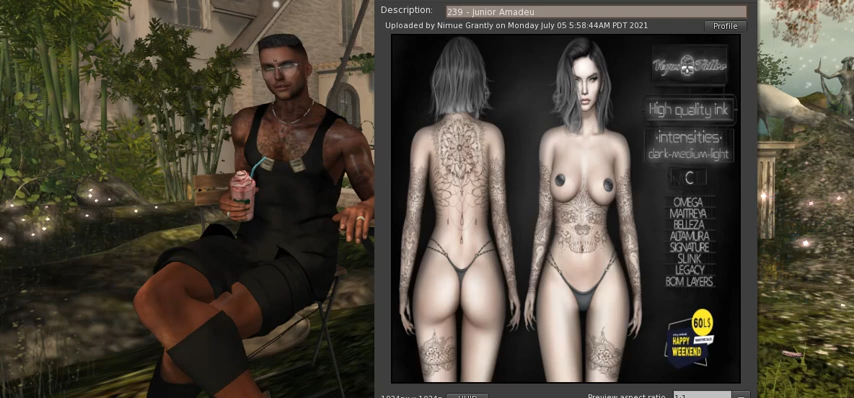 Description: 239 - Junior Amadeu
Uploaded by Nimue Grantly on Monday July 05 5:58:44AM PDT 2021 Profile
High quality ink
·intensities·
dark-medium-light
C
OMEGA
MAITREYA
BELLEZA
ALTAMURA
SIGNATURE
SLINK
LEGACY
BOM LAYERS
60L$
HAPPY
WEEKEND
Preview aspect ratio